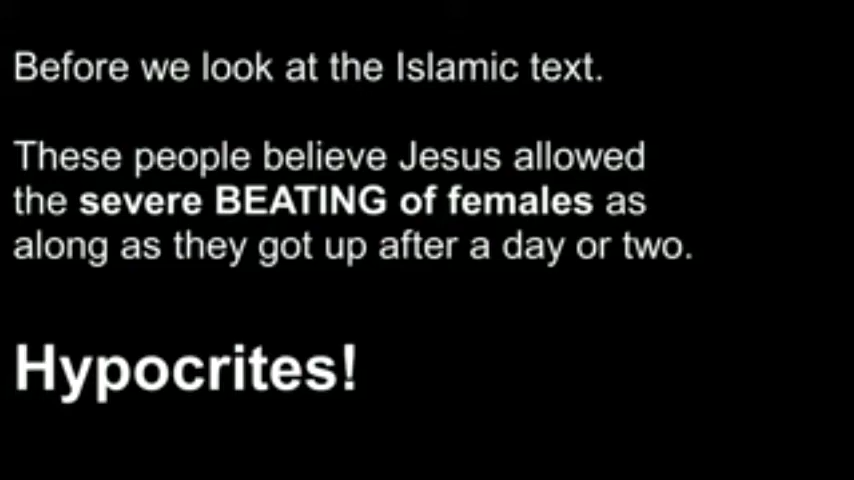 Before we look at the Islamic text.
These people believe Jesus allowed
the severe BEATING of females as
along as they got up after a day or two.
Hypocrites!